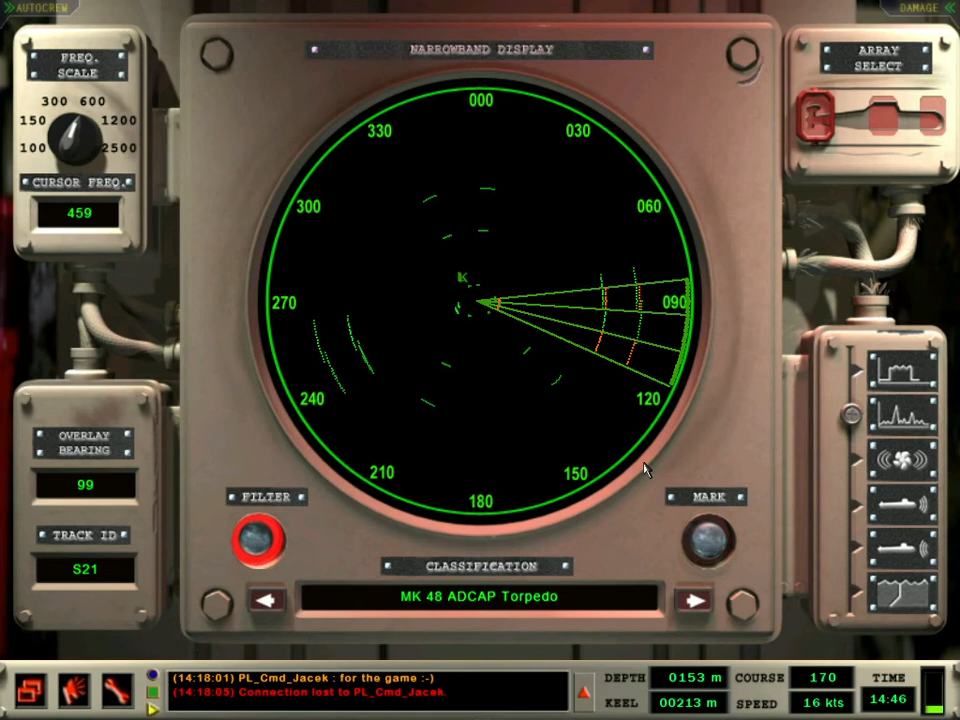 AUTOCREW
DAMAGE
FREQ.
SCALE
300 600
150 1200
100 2500
CURSOR FREQ.
459
NARROWBAND DISPLAY
ARRAY
SELECT
000
330 030
300 060
K
270 090
240 120
210 150
180
OVERLAY
BEARING
99
TRACK ID
S21
FILTER
MARK
CLASSIFICATION
MK 48 ADCAP Torpedo
(14:18:01) PL_Cmd_Jacek : for the game :-)
(14:18:05) Connection lost to PL_Cmd_Jacek.
DEPTH 0153 m COURSE 170 TIME
KEEL 00213 m SPEED 16 kts 14:46